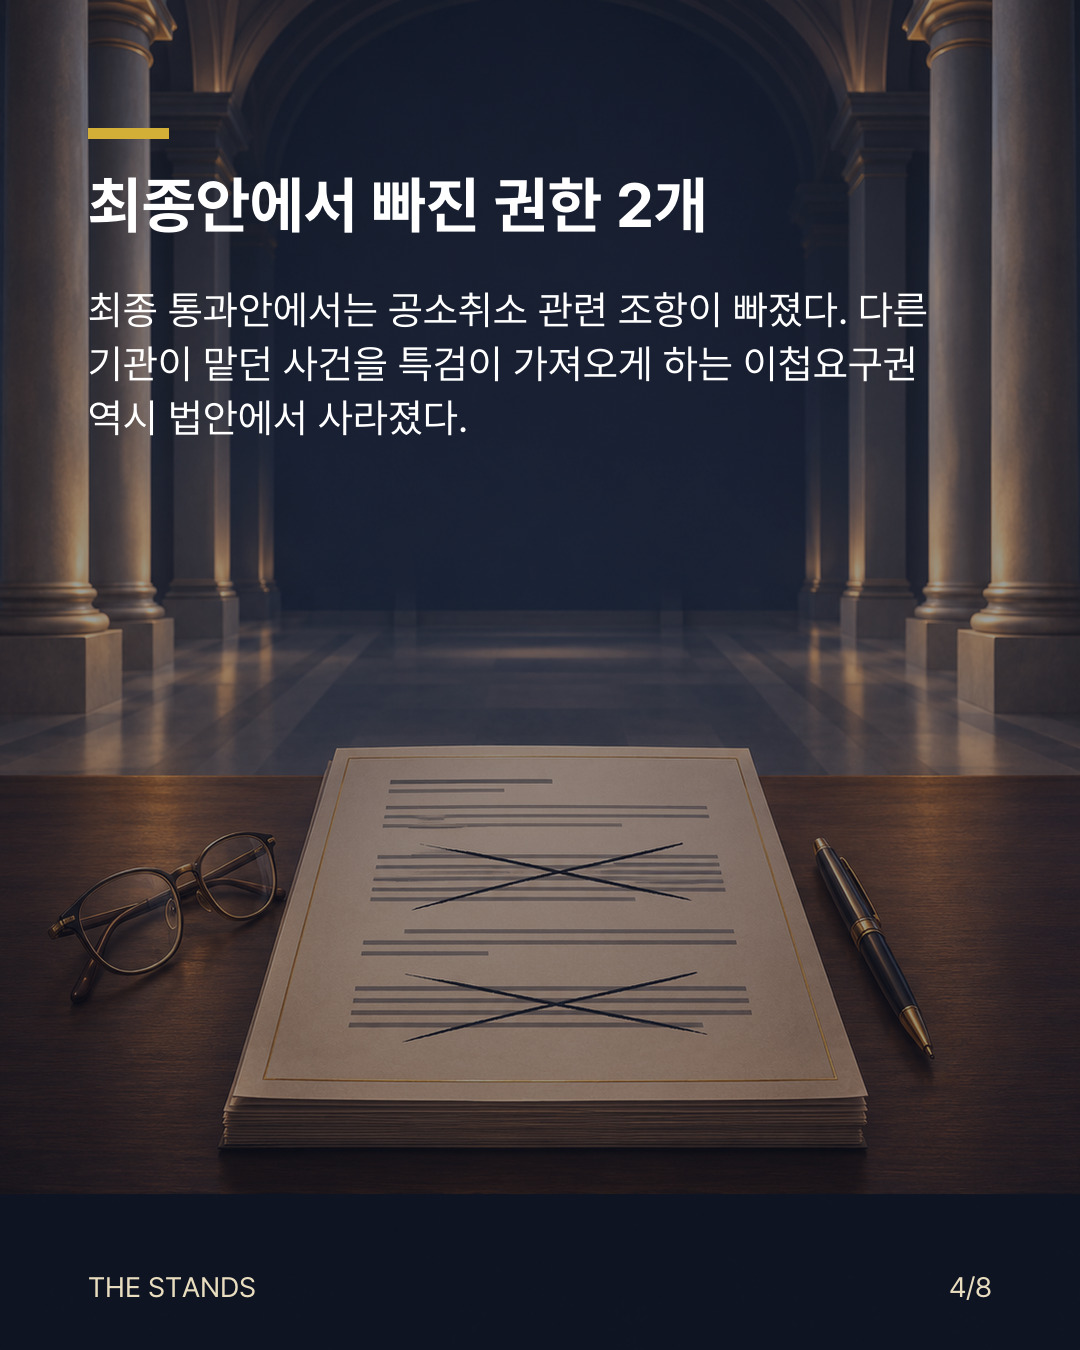 최종안에서 빠진 권한 2개
최종 통과안에서는 공소취소 관련 조항이 빠졌다. 다른
기관이 맡던 사건을 특검이 가져오게 하는 이첩요구권
역시 법안에서 사라졌다.
THE STANDS
4/8